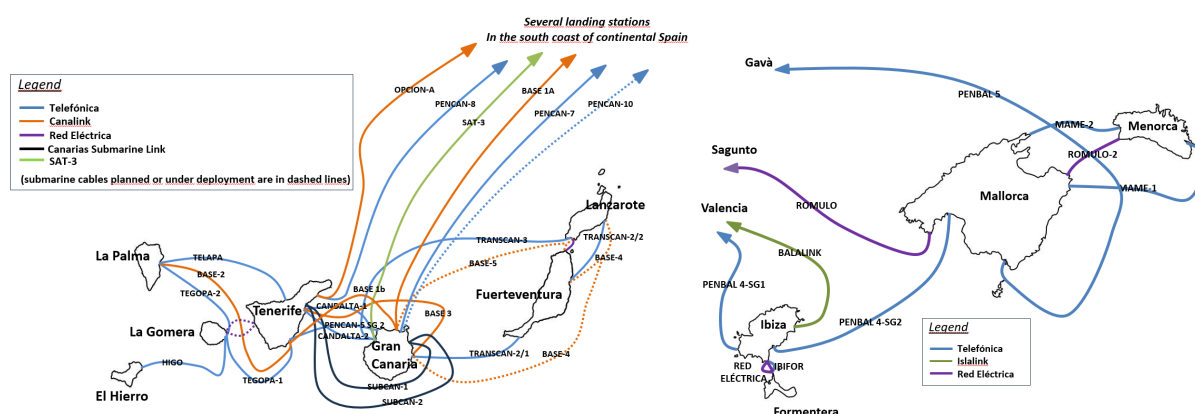 Several landing stations
In the south coast of continental Spain
Legend
Telefónica
Canalink
Red Eléctrica
Canarias Submarine Link
SAT-3
(submarine cables planned or under deployment are in dashed lines)
OPCION-A
PENCAN-8
SAT-3
BASE 1A
PENCAN-7
PENCAN-10
Lanzarote
La Palma
TELAPA
BASE-2
TEGOPA-2
TRANSCAN-3
TRANSCAN-2/2
BASE-5
BASE-4
Fuerteventura
BASE 1b
CANDALTA-1
Tenerife
BASE 3
La Gomera
PENCAN-5 SG 2
CANDALTA-2
Gran
Canaria
TRANSCAN-2/1
BASE-4
HIGO
TEGOPA-1
El Hierro
SUBCAN-1
SUBCAN-2
Gavà
PENBAL 5
MAME-2
Menorca
ROMULO-2
Sagunto
MAME-1
Mallorca
ROMULO
Valencia
BALALINK
PENBAL 4-SG1
Ibiza
PENBAL 4-SG2
RED
ELÉCTRICA
IBIFOR
Formentera
Legend
Telefónica
Islalink
Red Eléctrica